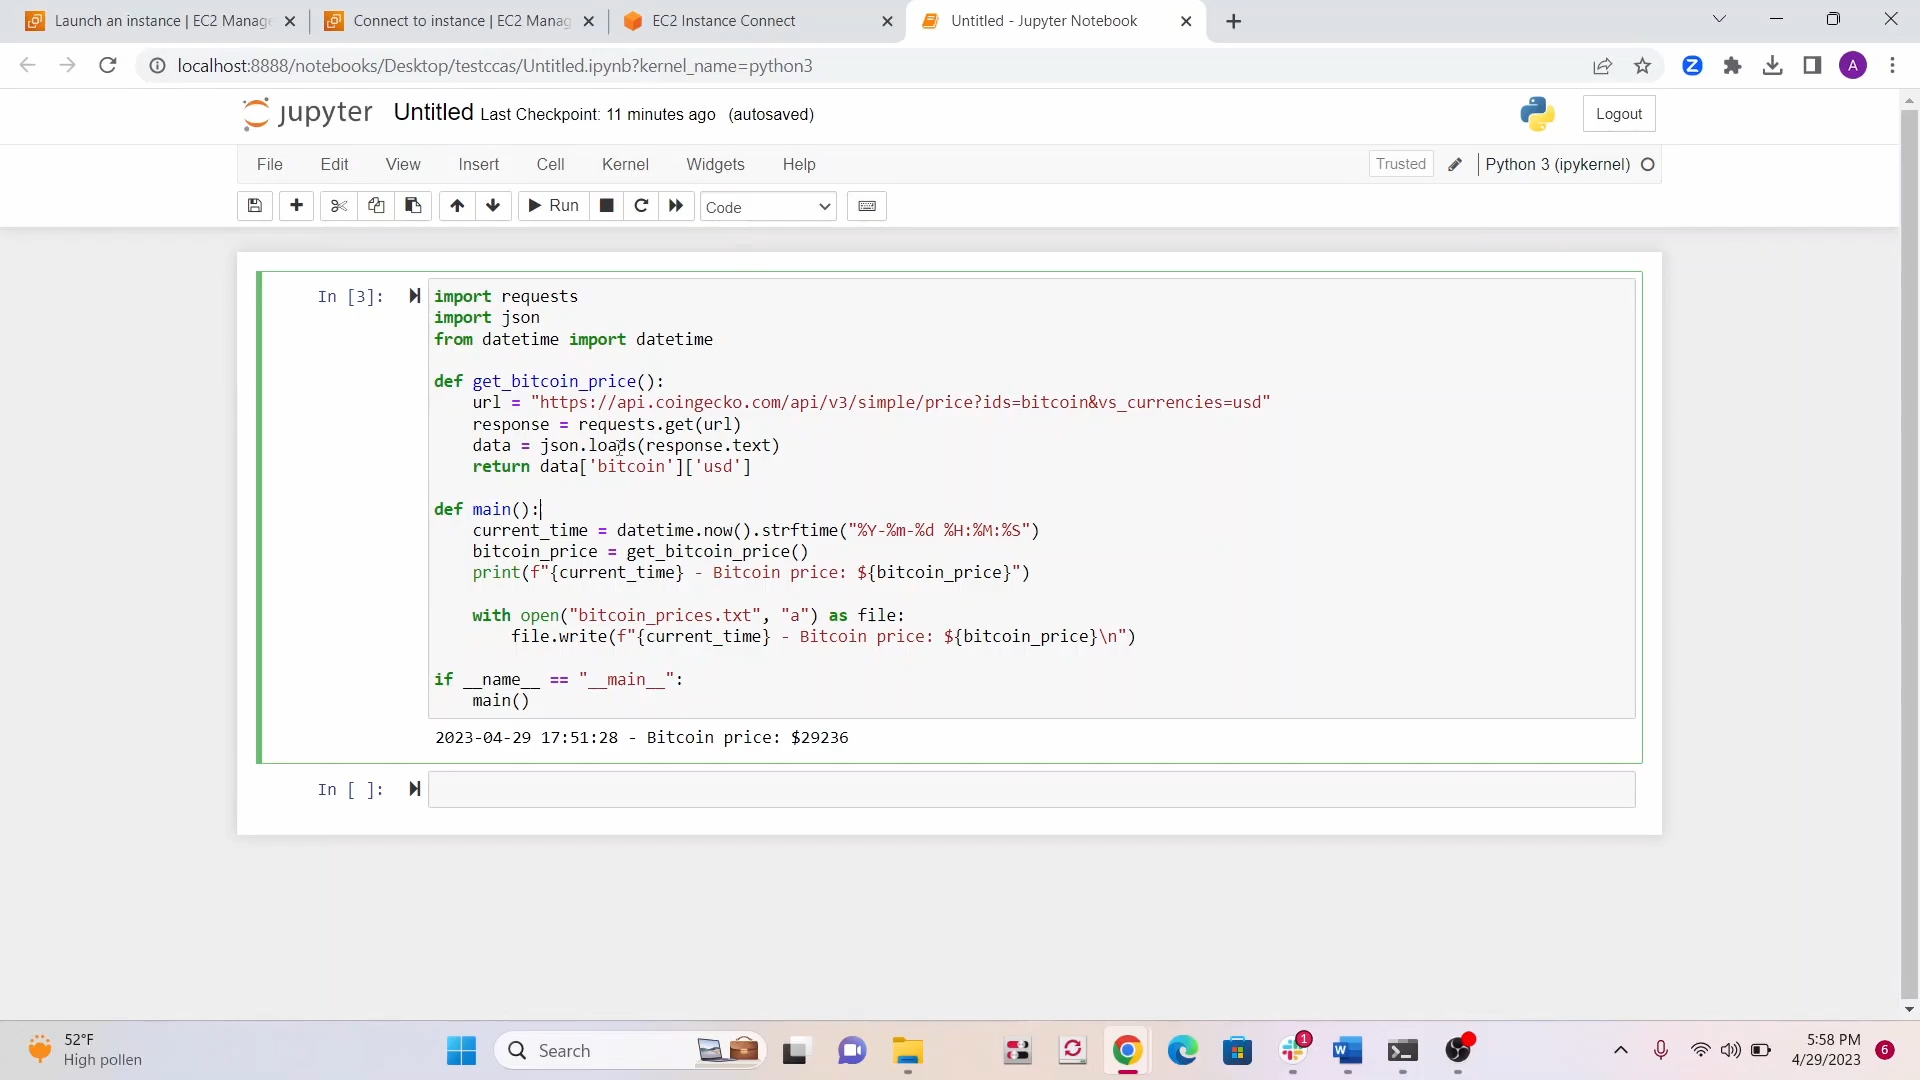 Launch an instance | EC2 Manage
Connect to instance | EC2 Manag
EC2 Instance Connect
Untitled - Jupyter Notebook
localhost:8888/notebooks/Desktop/testccas/Untitled.ipynb?kernel_name=python3
A
jupyter Untitled Last Checkpoint: 11 minutes ago (autosaved)
Logout
File Edit View Insert Cell Kernel Widgets Help
Trusted Python 3 (ipykernel)
Run Code
In [3]:
import requests
import json
from datetime import datetime
def get_bitcoin_price():
    url = "https://api.coingecko.com/api/v3/simple/price?ids=bitcoin&vs_currencies=usd"
    response = requests.get(url)
    data = json.loads(response.text)
    return data['bitcoin']['usd']
def main():
    current_time = datetime.now().strftime("%Y-%m-%d %H:%M:%S")
    bitcoin_price = get_bitcoin_price()
    print(f"{current_time} - Bitcoin price: ${bitcoin_price}")
    with open("bitcoin_prices.txt", "a") as file:
        file.write(f"{current_time} - Bitcoin price: ${bitcoin_price}\n")
if __name__ == "__main__":
    main()
2023-04-29 17:51:28 - Bitcoin price: $29236
In [ ]:
52°F
High pollen
Search
1
5:58 PM
4/29/2023
6